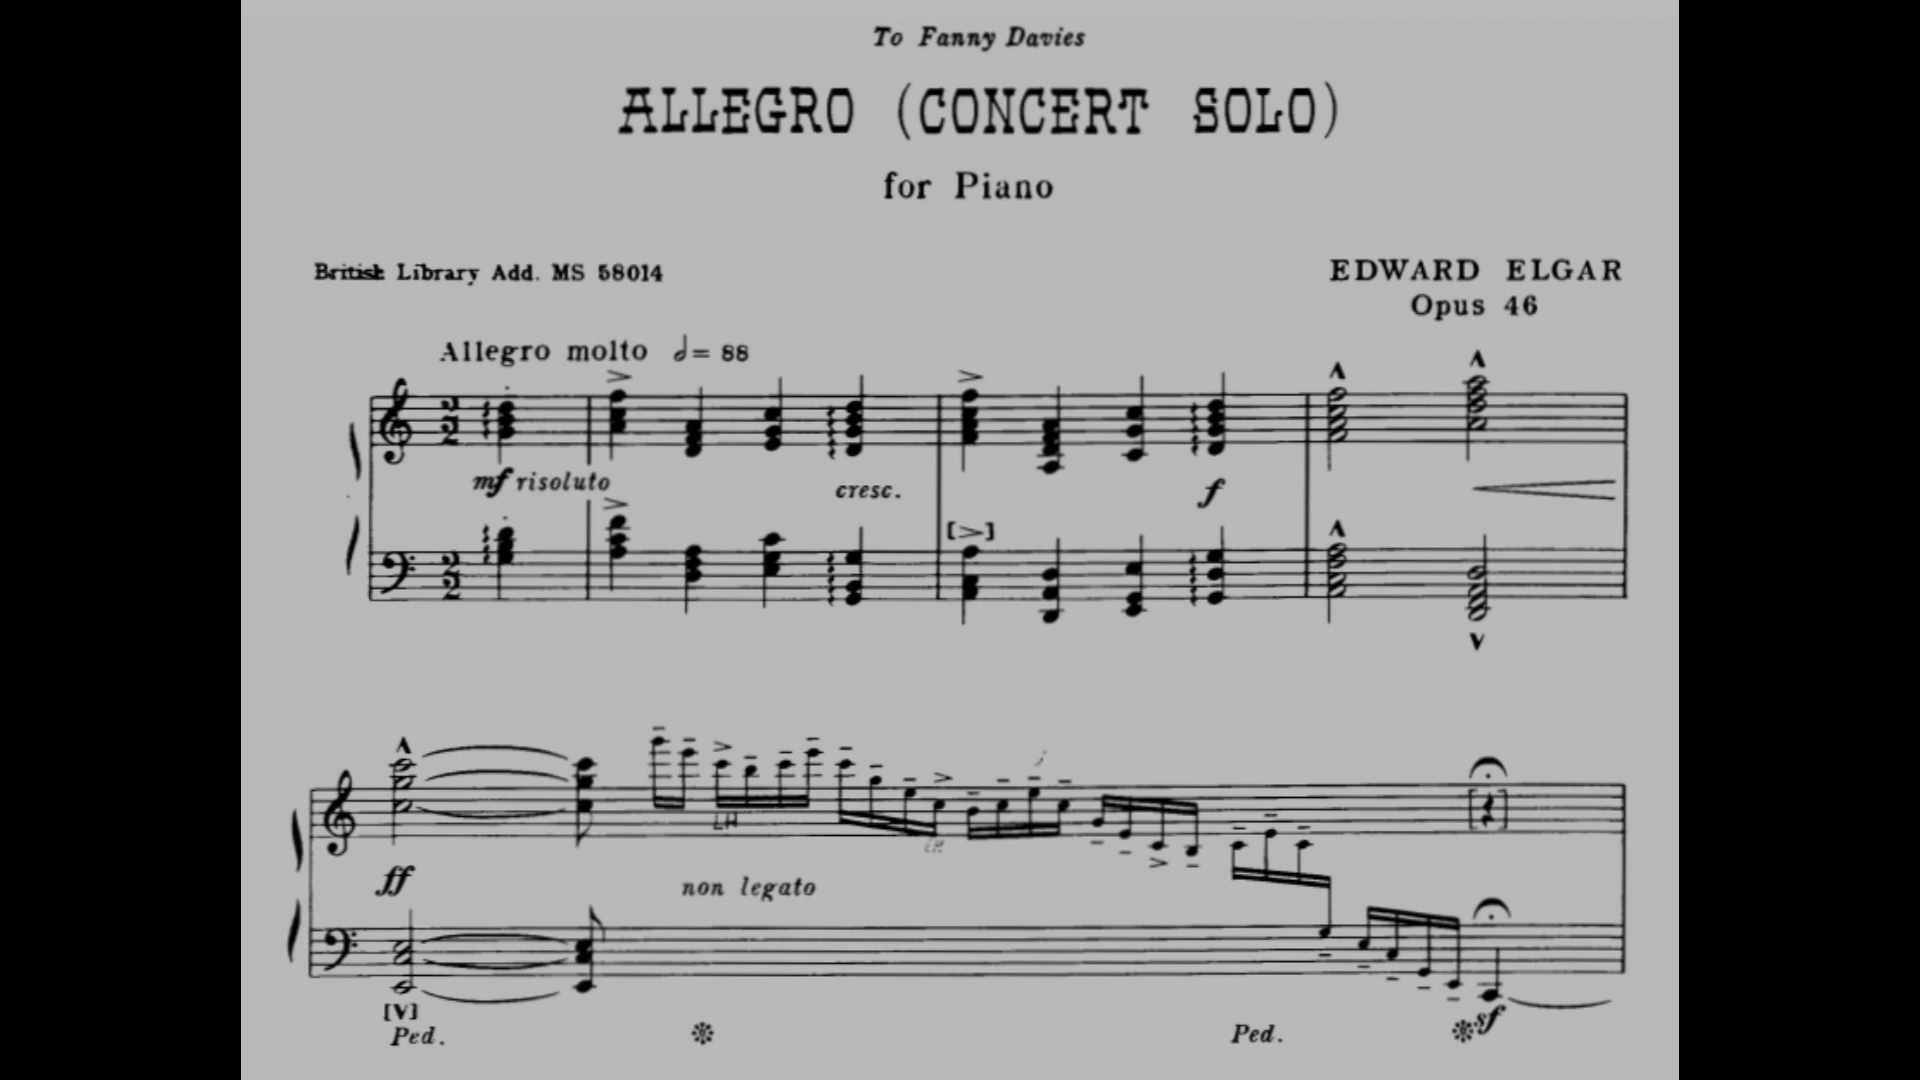 To Fanny Davies
ALLEGRO (CONCERT SOLO)
for Piano
British Library Add. MS 58014
EDWARD ELGAR
Opus 46
Allegro molto 𝅗𝅥= 88
mf risoluto
cresc.
f
[>]
LH
ff
non legato
[V]
sf
Ped.
Ped.